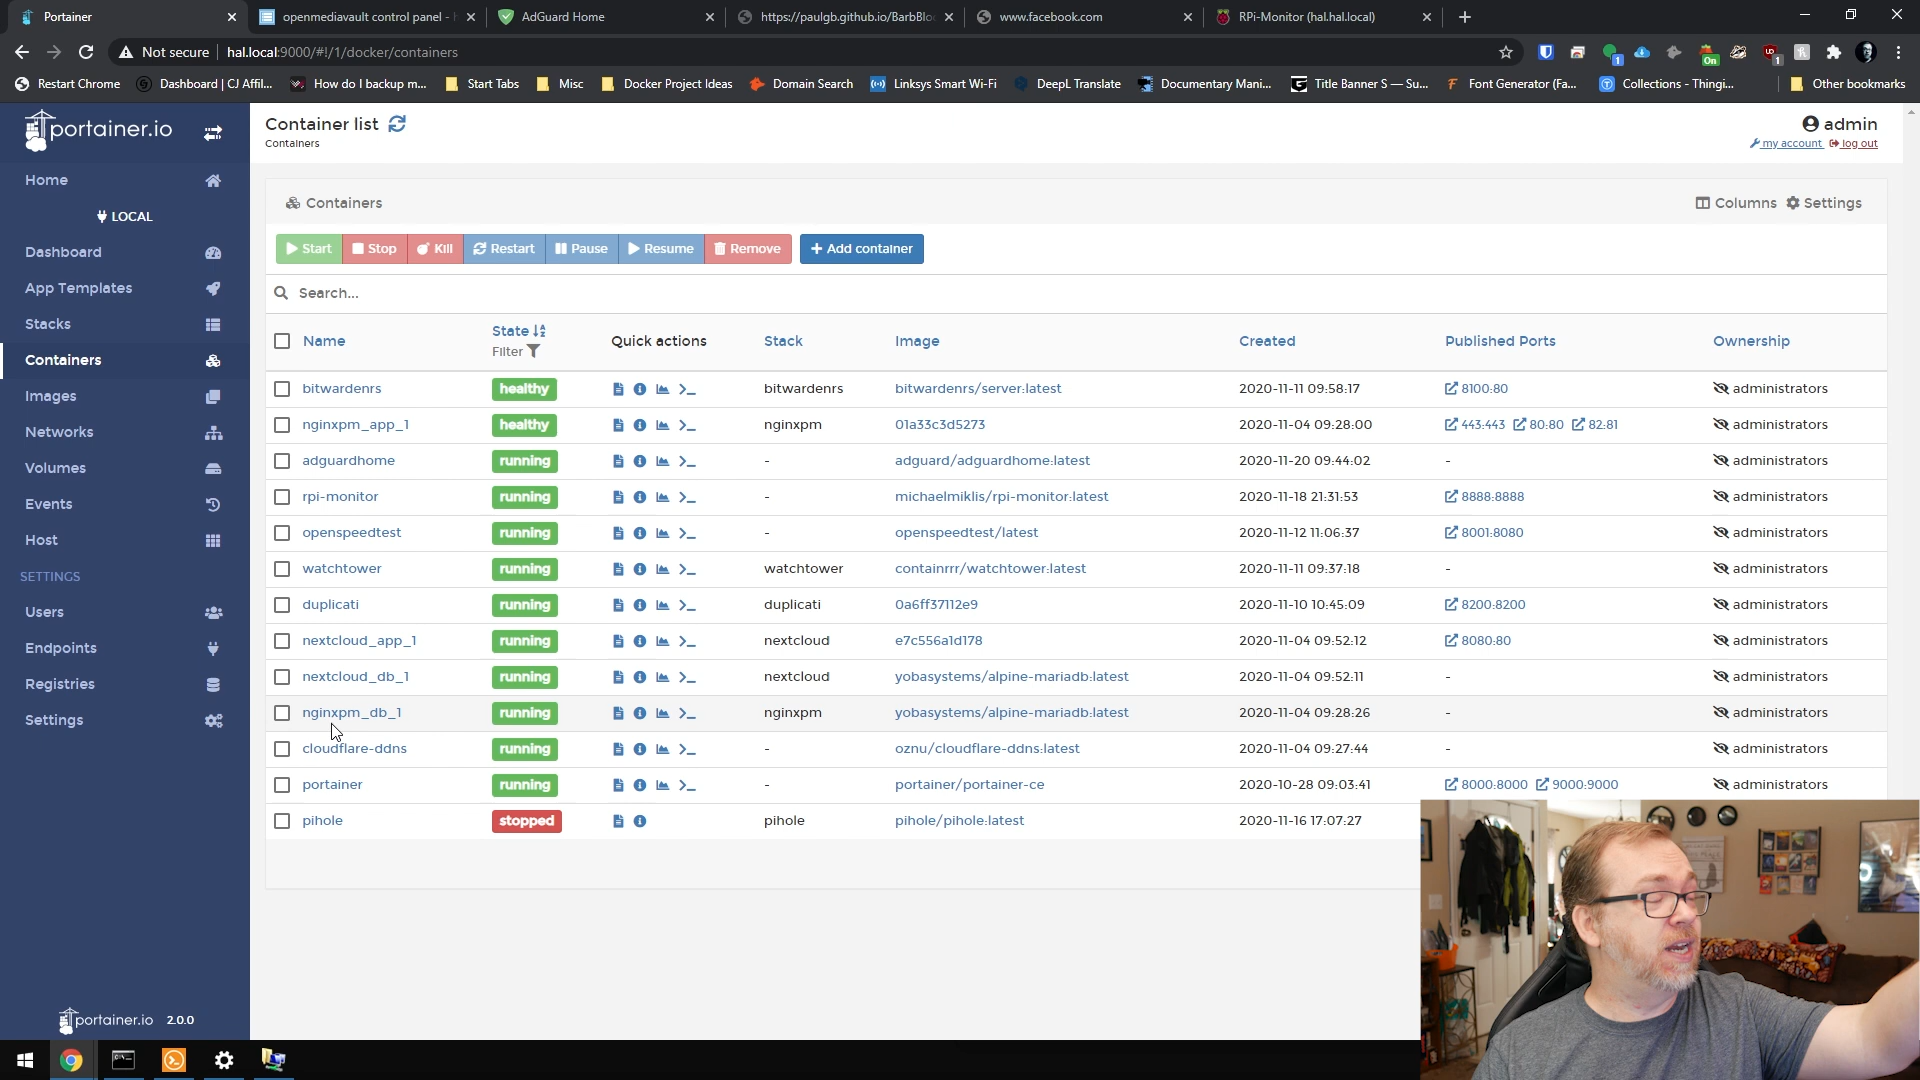 Portainer
openmediavault control panel - h
AdGuard Home
https://paulgb.github.io/BarbBloc
www.facebook.com
RPi-Monitor (hal.hal.local)
Not secure
hal.local:9000/#!/1/docker/containers
Restart Chrome
Dashboard | CJ Affil...
How do I backup m...
Start Tabs
Misc
Docker Project Ideas
Domain Search
Linksys Smart Wi-Fi
DeepL Translate
Documentary Mani...
Title Banner S — Su...
Font Generator (Fa...
Collections - Thingi...
Other bookmarks
portainer.io
Home
LOCAL
Dashboard
App Templates
Stacks
Containers
Images
Networks
Volumes
Events
Host
SETTINGS
Users
Endpoints
Registries
Settings
portainer.io 2.0.0
Container list
Containers
admin
my account log out
Containers
Columns Settings
Start Stop Kill Restart Pause Resume Remove Add container
Search...
Name State Quick actions Stack Image Created Published Ports Ownership
Filter
bitwardenrs healthy bitwardenrs bitwardenrs/server:latest 2020-11-11 09:58:17 8100:80 administrators
nginxpm_app_1 healthy nginxpm 01a33c3d5273 2020-11-04 09:28:00 443:443 80:80 82:81 administrators
adguardhome running - adguard/adguardhome:latest 2020-11-20 09:44:02 - administrators
rpi-monitor running - michaelmiklis/rpi-monitor:latest 2020-11-18 21:31:53 8888:8888 administrators
openspeedtest running - openspeedtest/latest 2020-11-12 11:06:37 8001:8080 administrators
watchtower running watchtower containrrr/watchtower:latest 2020-11-11 09:37:18 - administrators
duplicati running duplicati 0a6ff37112e9 2020-11-10 10:45:09 8200:8200 administrators
nextcloud_app_1 running nextcloud e7c556a1d178 2020-11-04 09:52:12 8080:80 administrators
nextcloud_db_1 running nextcloud yobasystems/alpine-mariadb:latest 2020-11-04 09:52:11 - administrators
nginxpm_db_1 running nginxpm yobasystems/alpine-mariadb:latest 2020-11-04 09:28:26 - administrators
cloudflare-ddns running - oznu/cloudflare-ddns:latest 2020-11-04 09:27:44 - administrators
portainer running - portainer/portainer-ce 2020-10-28 09:03:41 8000:8000 9000:9000 administrators
pihole stopped pihole pihole/pihole:latest 2020-11-16 17:07:27